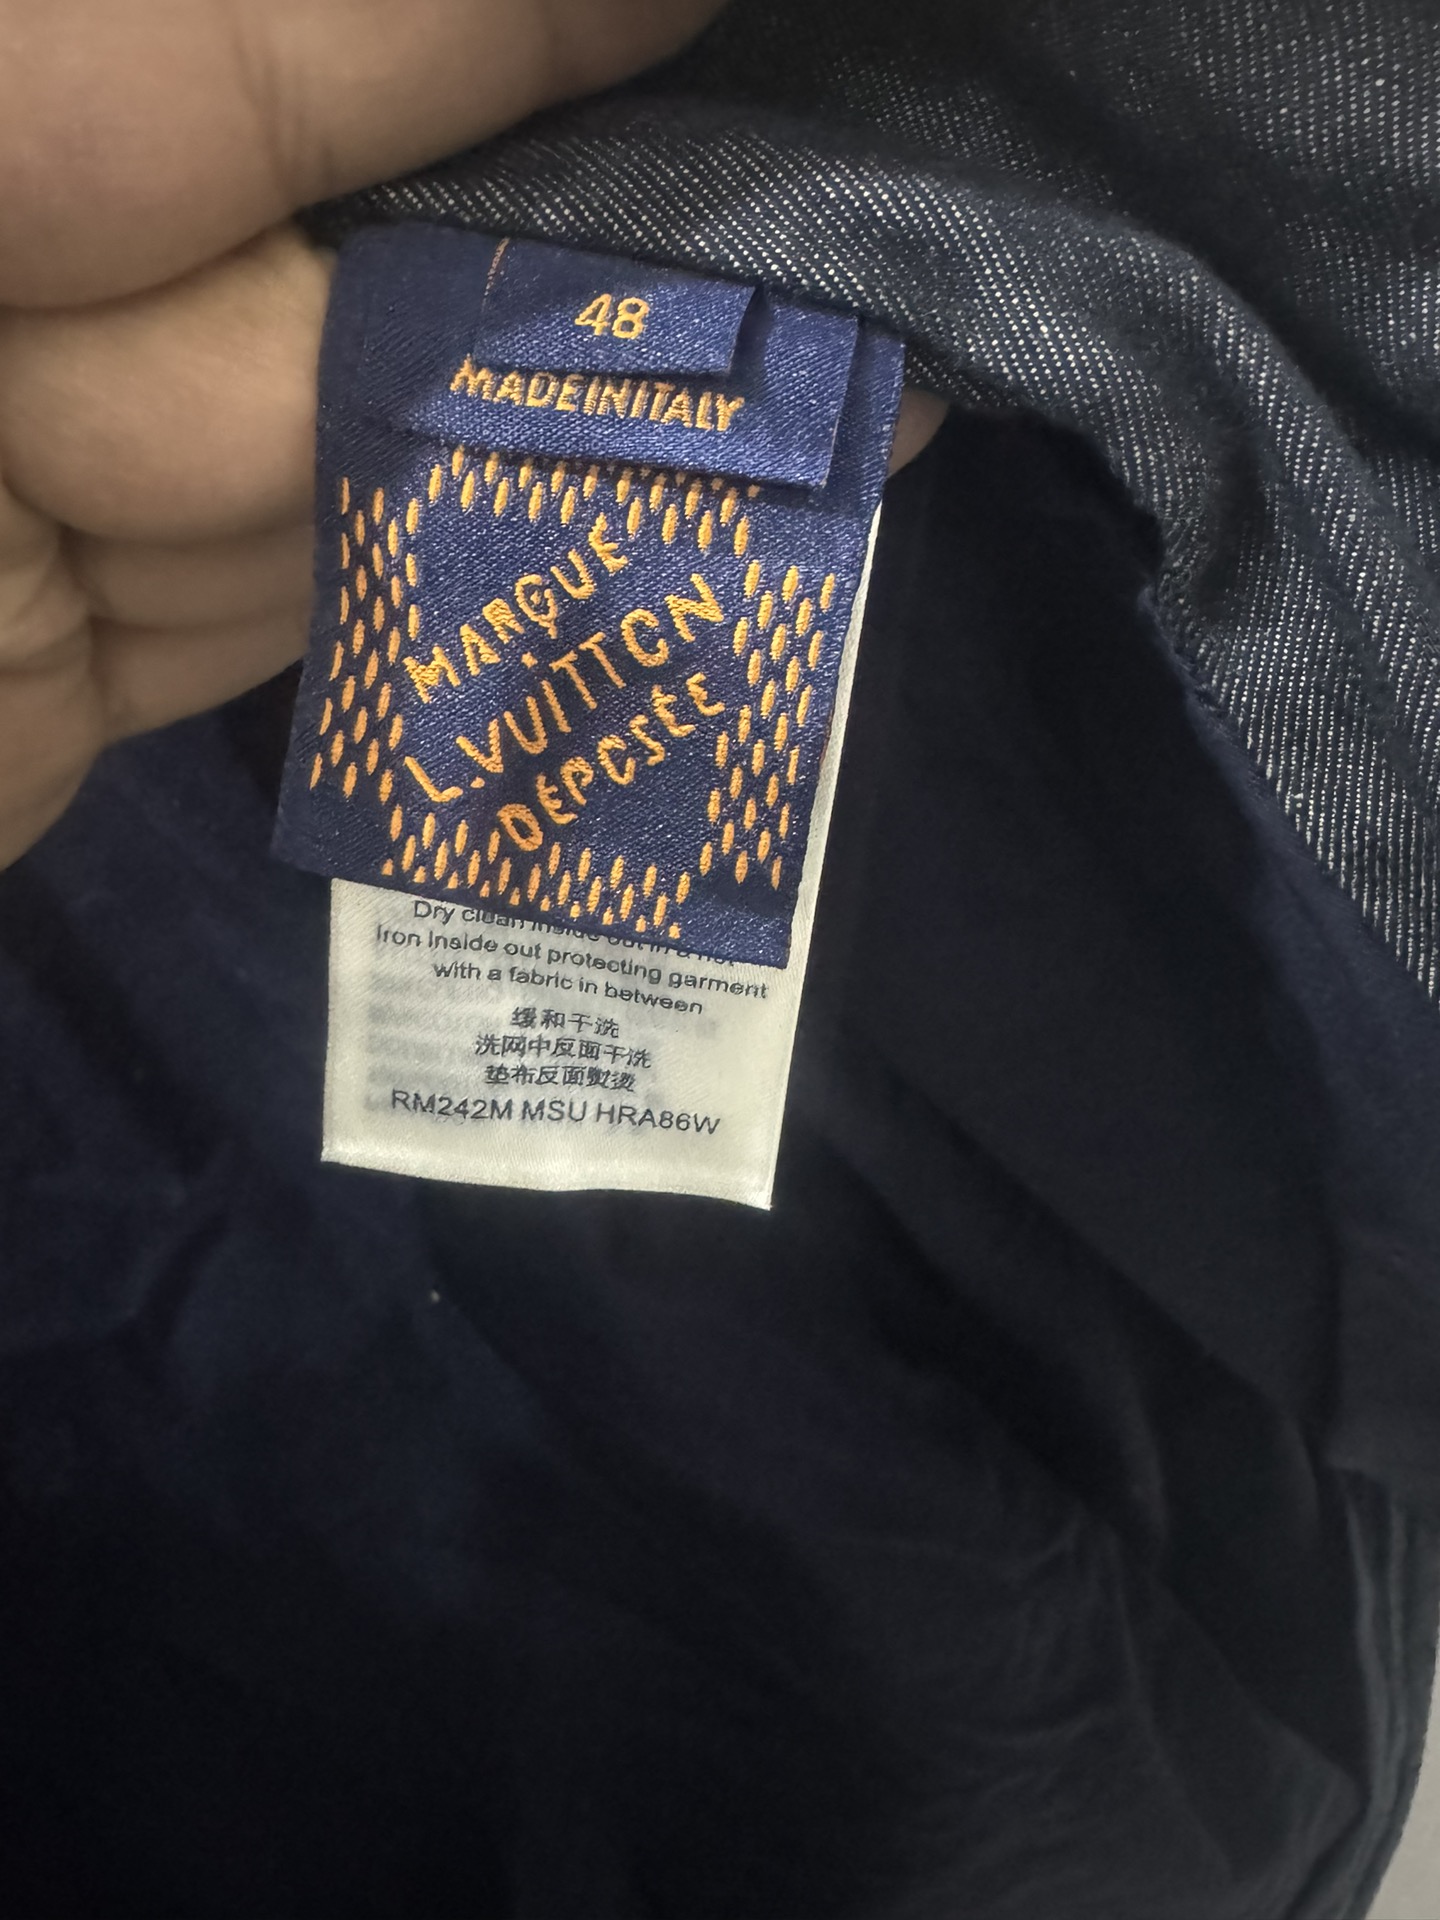 48
MADEINITALY
MARQUE
L.VUITTON
DÉPOSÉE
Dry clean inside out in a net
Iron inside out protecting garment
with a fabric in between
缓和干洗
洗网中反面干洗
垫布反面熨烫
RM242M MSU HRA86W